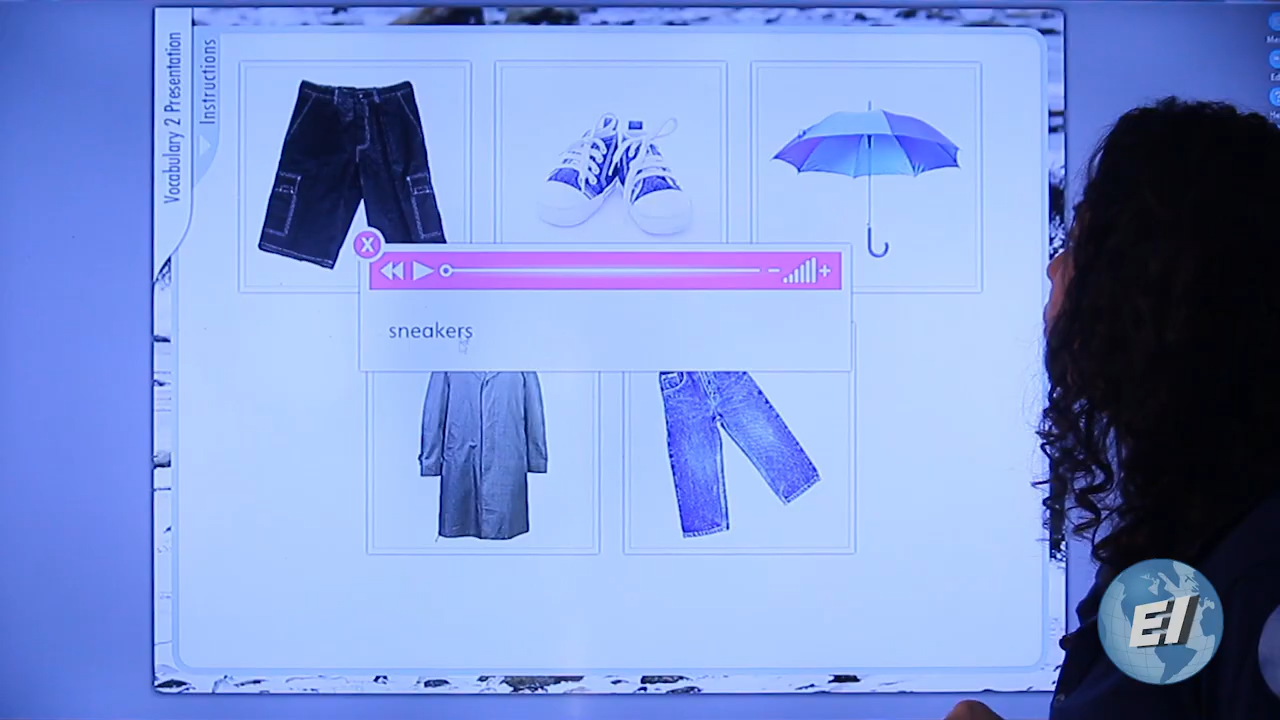 Vocabulary 2 Presentation
Instructions
X
sneakers
EI